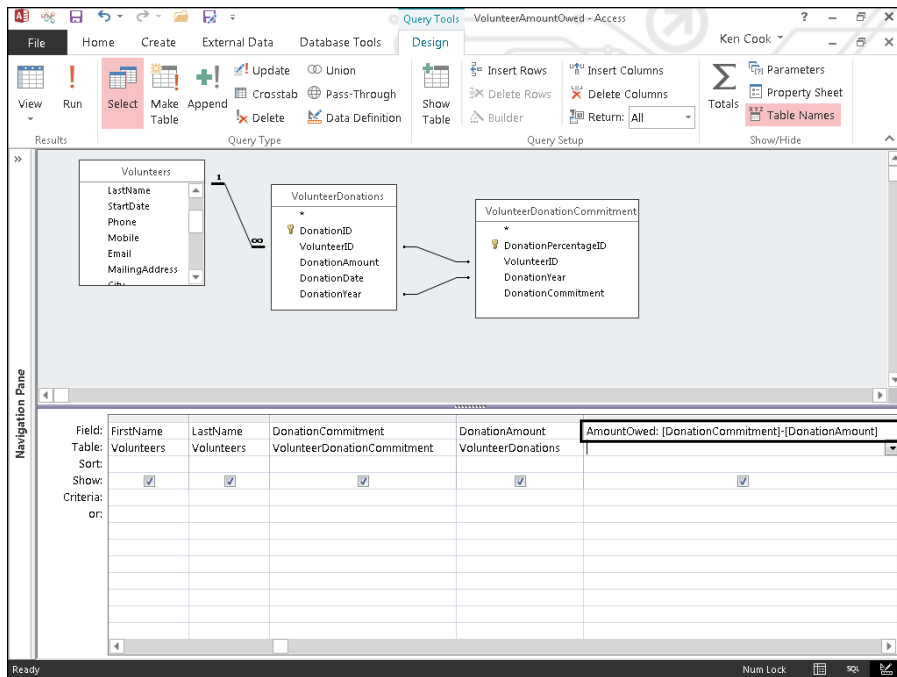 Query Tools VolunteerAmountOwed - Access ?
File Home Create External Data Database Tools Design Ken Cook
View Run Select Make Table Append Update Crosstab Delete Union Pass-Through Data Definition Show Table Insert Rows Delete Rows Builder Insert Columns Delete Columns Return: All Totals Parameters Property Sheet Table Names
Results Query Type Query Setup Show/Hide
Navigation Pane
Volunteers
LastName
StartDate
Phone
Mobile
Email
MailingAddress
City
1
∞
VolunteerDonations
*
DonationID
VolunteerID
DonationAmount
DonationDate
DonationYear
VolunteerDonationCommitment
*
DonationPercentageID
VolunteerID
DonationYear
DonationCommitment
Field: FirstName LastName DonationCommitment DonationAmount AmountOwed: [DonationCommitment]-[DonationAmount]
Table: Volunteers Volunteers VolunteerDonationCommitment VolunteerDonations
Sort:
Show:
Criteria:
or:
Ready Num Lock SQL